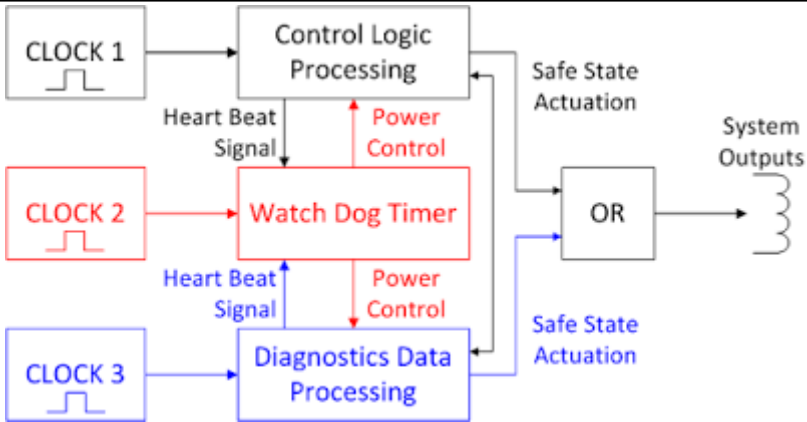 CLOCK 1
Control Logic
Processing
Safe State
Actuation
Heart Beat
Signal
Power
Control
System
Outputs
CLOCK 2
Watch Dog Timer
OR
Heart Beat
Signal
Power
Control
Safe State
Actuation
CLOCK 3
Diagnostics Data
Processing